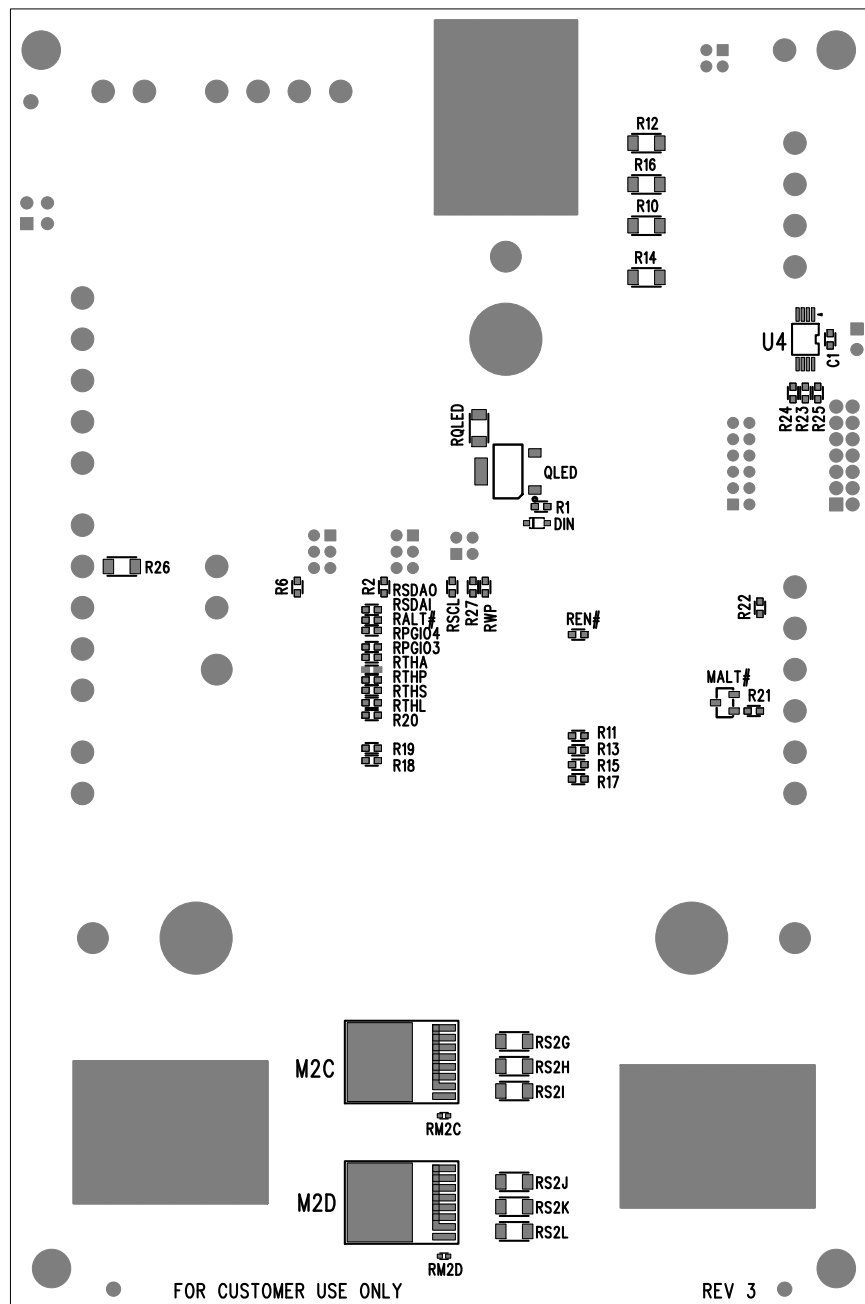 R12
R16
R10
R14
U4
C1
R24
R23
R25
RQLED
QLED
R1
DIN
R26
R6
R2
RSDAO
RSDAI
RALT#
RPGIO4
RPGIO3
RTHA
RTHP
RTHS
RTHL
R20
R19
R18
RSCL
R27
RWP
REN#
R22
MALT#
R21
R11
R13
R15
R17
M2C
RS2G
RS2H
RS2I
RM2C
M2D
RS2J
RS2K
RS2L
RM2D
FOR CUSTOMER USE ONLY
REV 3